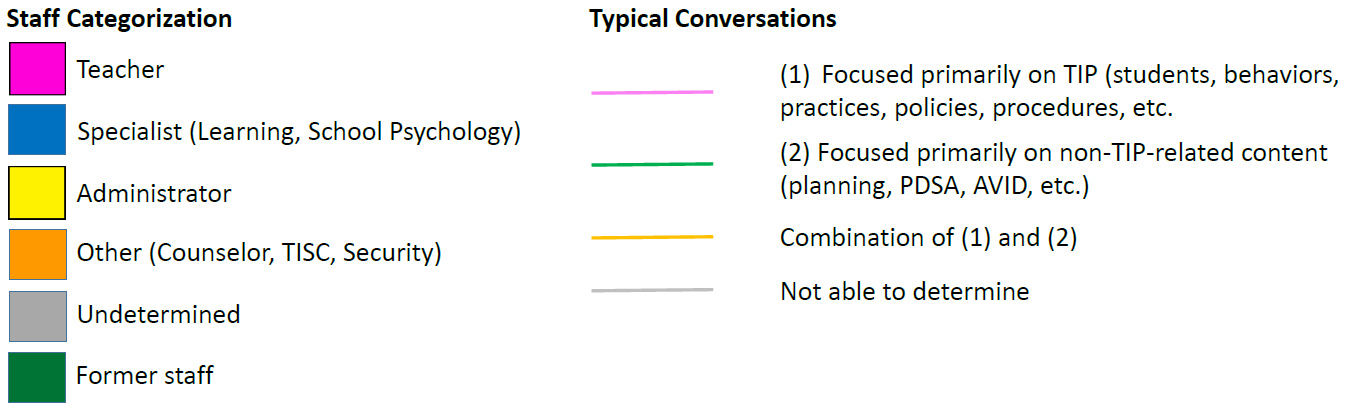 Staff Categorization
Teacher
Specialist (Learning, School Psychology)
Administrator
Other (Counselor, TISC, Security)
Undetermined
Former staff
Typical Conversations
(1) Focused primarily on TIP (students, behaviors,
practices, policies, procedures, etc.
(2) Focused primarily on non-TIP-related content
(planning, PDSA, AVID, etc.)
Combination of (1) and (2)
Not able to determine